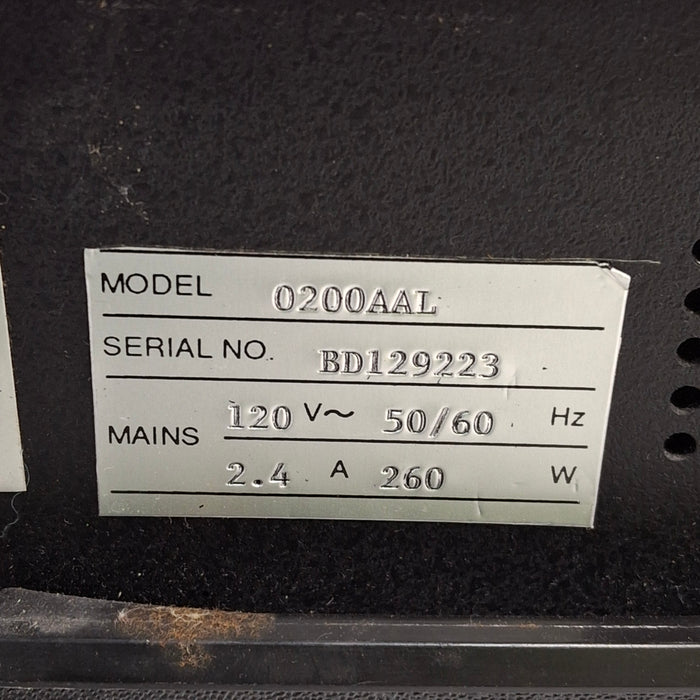 MODEL 0200AAL
SERIAL NO. BD129223
MAINS 120 V~ 50/60 Hz
2.4 A 260 W